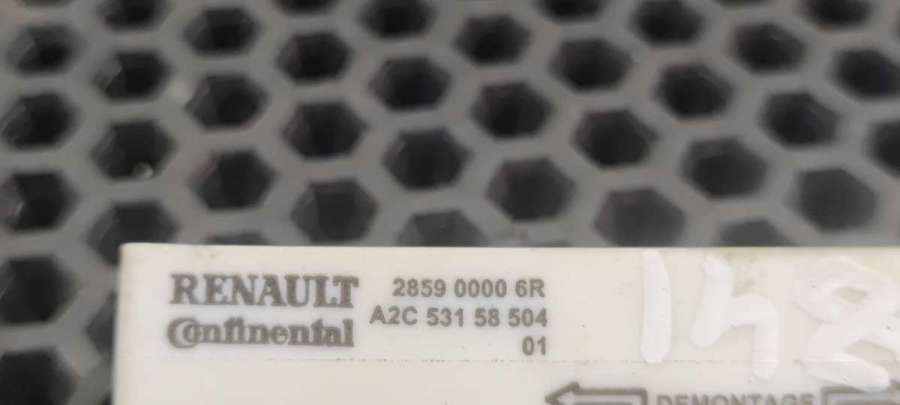 RENAULT 2859 0000 6R
Continental A2C 531 58 504
01
DEMONTAGE